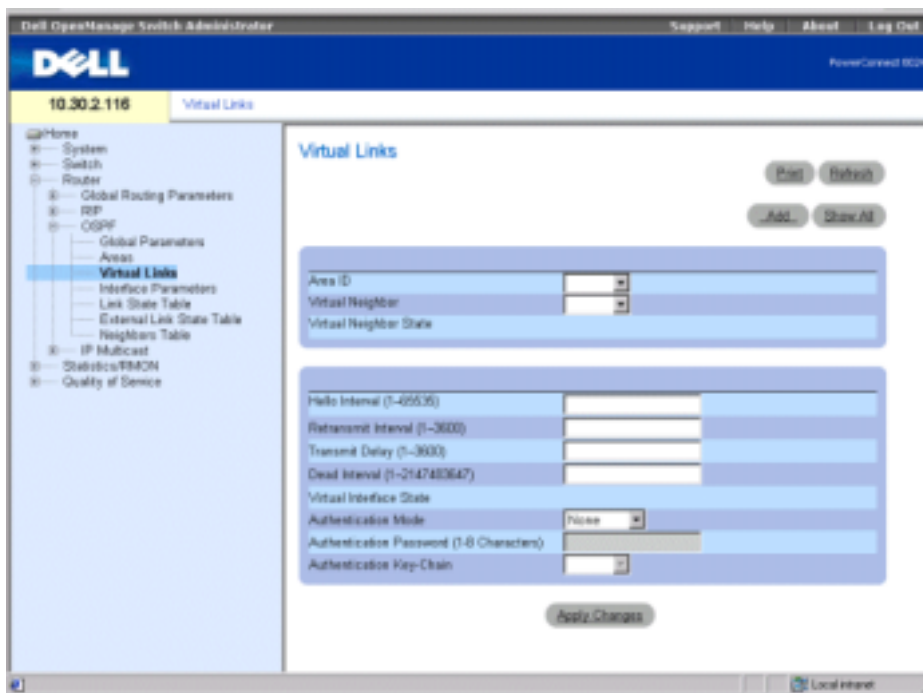 Dell OpenManage Switch Administrator
Support Help About Log Out
DELL
PowerConnect
10.30.2.116
Virtual Links
Home
System
Switch
Router
Global Routing Parameters
RIP
OSPF
Global Parameters
Areas
Virtual Links
Interface Parameters
Link State Table
External Link State Table
Neighbors Table
IP Multicast
Statistics/RMON
Quality of Service
Virtual Links
Print Refresh
Add Show All
Area ID
Virtual Neighbor
Virtual Neighbor State
Hello Interval (1-65535)
Retransmit Interval (1-3600)
Transmit Delay (1-3600)
Dead Interval (1-2147483647)
Virtual Interface State
Authentication Mode None
Authentication Password (1-8 Characters)
Authentication Key-Chain
Apply Changes
Local intranet